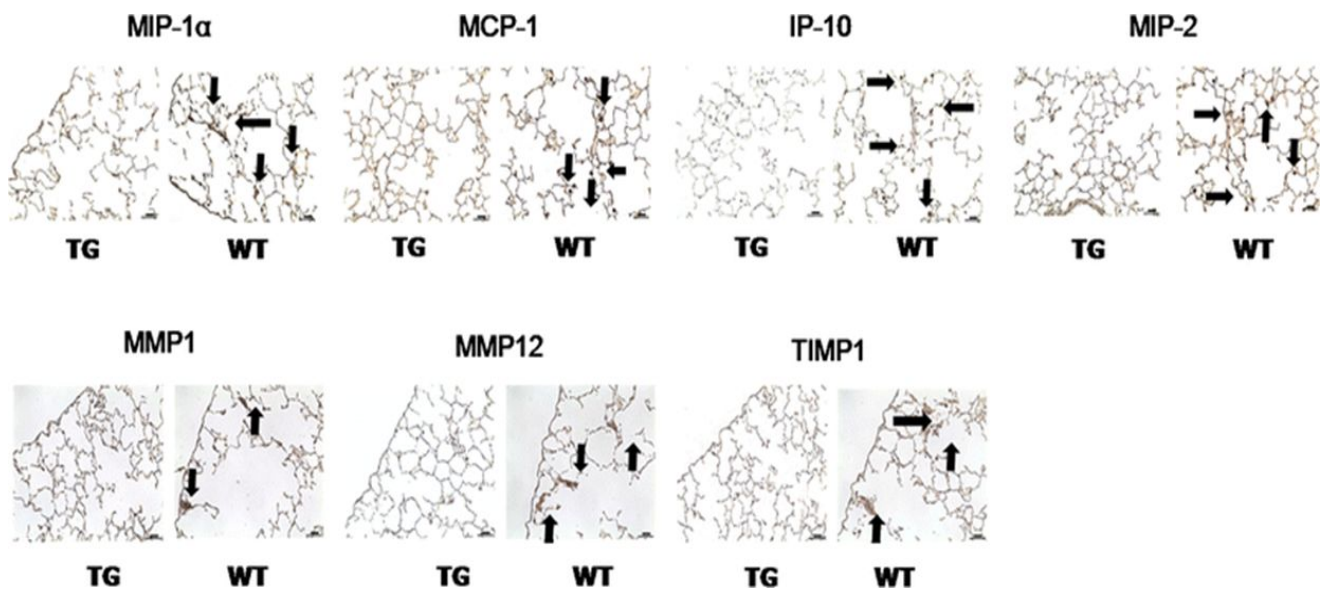 MIP-1α MCP-1 IP-10 MIP-2
TG WT TG WT TG WT TG WT
MMP1 MMP12 TIMP1
TG WT TG WT TG WT